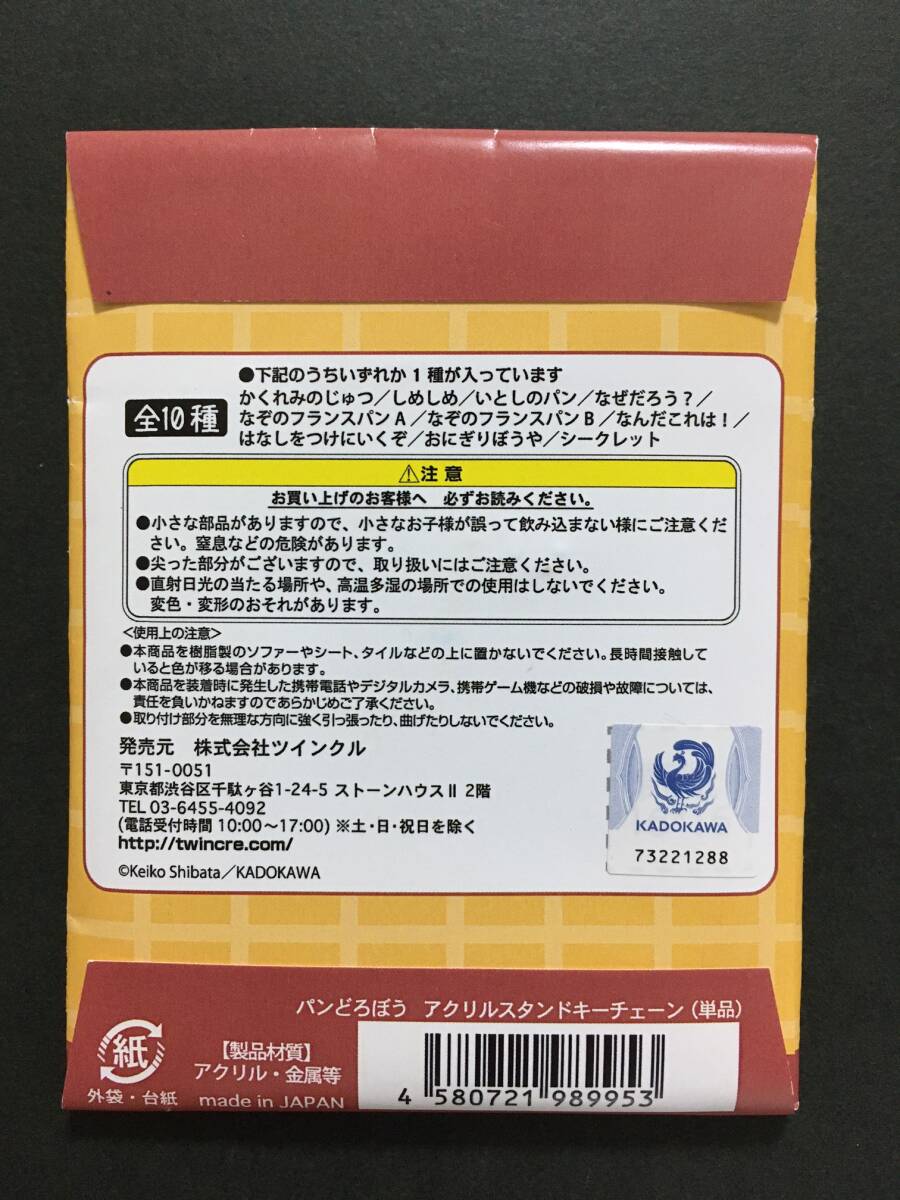 ●下記のうちいずれか1種が入っています
全10種
かくれみのじゅつ／しめしめ／いとしのパン／なぜだろう？／
なぞのフランスパンA／なぞのフランスパンB／なんだこれは！／
はなしをつけにいくぞ／おにぎりぼうや／シークレット
⚠注意
お買い上げのお客様へ 必ずお読みください。
●小さな部品がありますので、小さなお子様が誤って飲み込まない様にご注意くだ
さい。窒息などの危険があります。
●尖った部分がございますので、取り扱いにはご注意ください。
●直射日光の当たる場所や、高温多湿の場所での使用はしないでください。
変色・変形のおそれがあります。
＜使用上の注意＞
●本商品を樹脂製のソファーやシート、タイルなどの上に置かないでください。長時間接触して
いると色が移る場合があります。
●本商品を装着時に発生した携帯電話やデジタルカメラ、携帯ゲーム機などの破損や故障については、
責任を負いかねますのであらかじめご了承ください。
●取り付け部分を無理な方向に強く引っ張ったり、曲げたりしないでください。
発売元 株式会社ツインクル
〒151-0051
東京都渋谷区千駄ヶ谷1-24-5 ストーンハウスⅡ 2階
TEL 03-6455-4092
(電話受付時間 10:00～17:00) ※土・日・祝日を除く
http://twincre.com/
©Keiko Shibata／KADOKAWA
KADOKAWA
73221288
パンどろぼう アクリルスタンドキーチェーン（単品）
紙
外袋・台紙
【製品材質】
アクリル・金属等
made in JAPAN
4 580721 989953